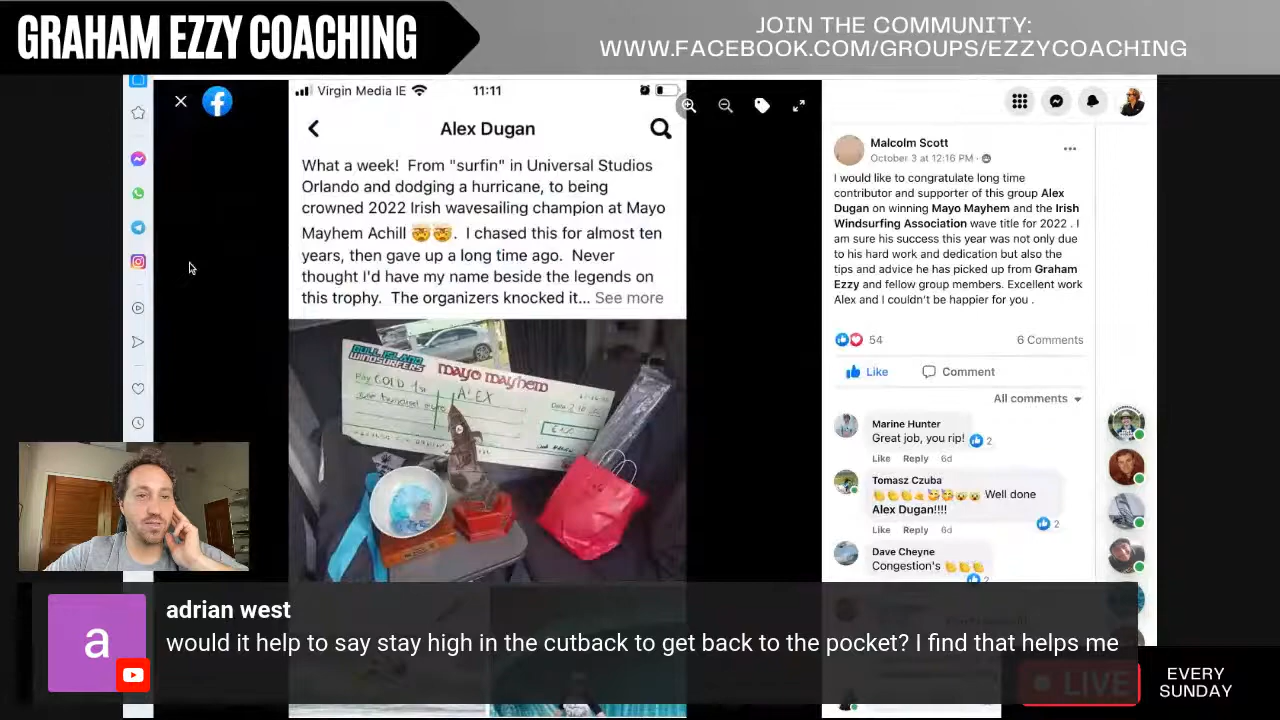 GRAHAM EZZY COACHING
JOIN THE COMMUNITY:
WWW.FACEBOOK.COM/GROUPS/EZZYCOACHING
Virgin Media IE
11:11
Alex Dugan
What a week! From "surfin" in Universal Studios
Orlando and dodging a hurricane, to being
crowned 2022 Irish wavesailing champion at Mayo
Mayhem Achill 🤯🤯. I chased this for almost ten
years, then gave up a long time ago. Never
thought I'd have my name beside the legends on
this trophy. The organizers knocked it... See more
BULL ISLAND
WINDSURFERS
mayo mayhem
Pay GOLD 1st
ALEX
Malcolm Scott
October 3 at 12:16 PM ·
I would like to congratulate long time
contributor and supporter of this group Alex
Dugan on winning Mayo Mayhem and the Irish
Windsurfing Association wave title for 2022 . I
am sure his success this year was not only due
to his hard work and dedication but also the
tips and advice he has picked up from Graham
Ezzy and fellow group members. Excellent work
Alex and I couldn't be happier for you .
54
6 Comments
Like
Comment
All comments
Marine Hunter
Great job, you rip!
2
Like Reply 6d
Tomasz Czuba
Well done
Alex Dugan!!!!
2
Like Reply 6d
Dave Cheyne
Congestion's 👏👏👏
2
a
adrian west
would it help to say stay high in the cutback to get back to the pocket? I find that helps me
LIVE
EVERY
SUNDAY